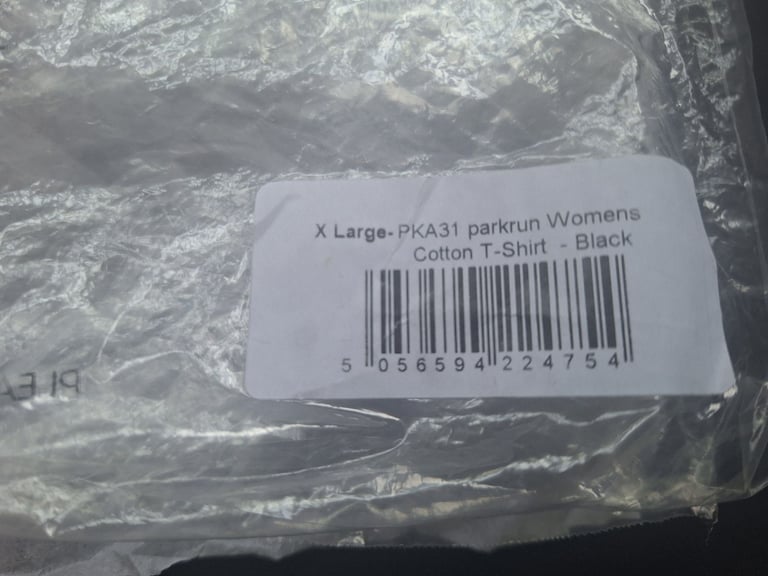 X Large- PKA31 parkrun Womens
Cotton T-Shirt - Black
5 056594 224754